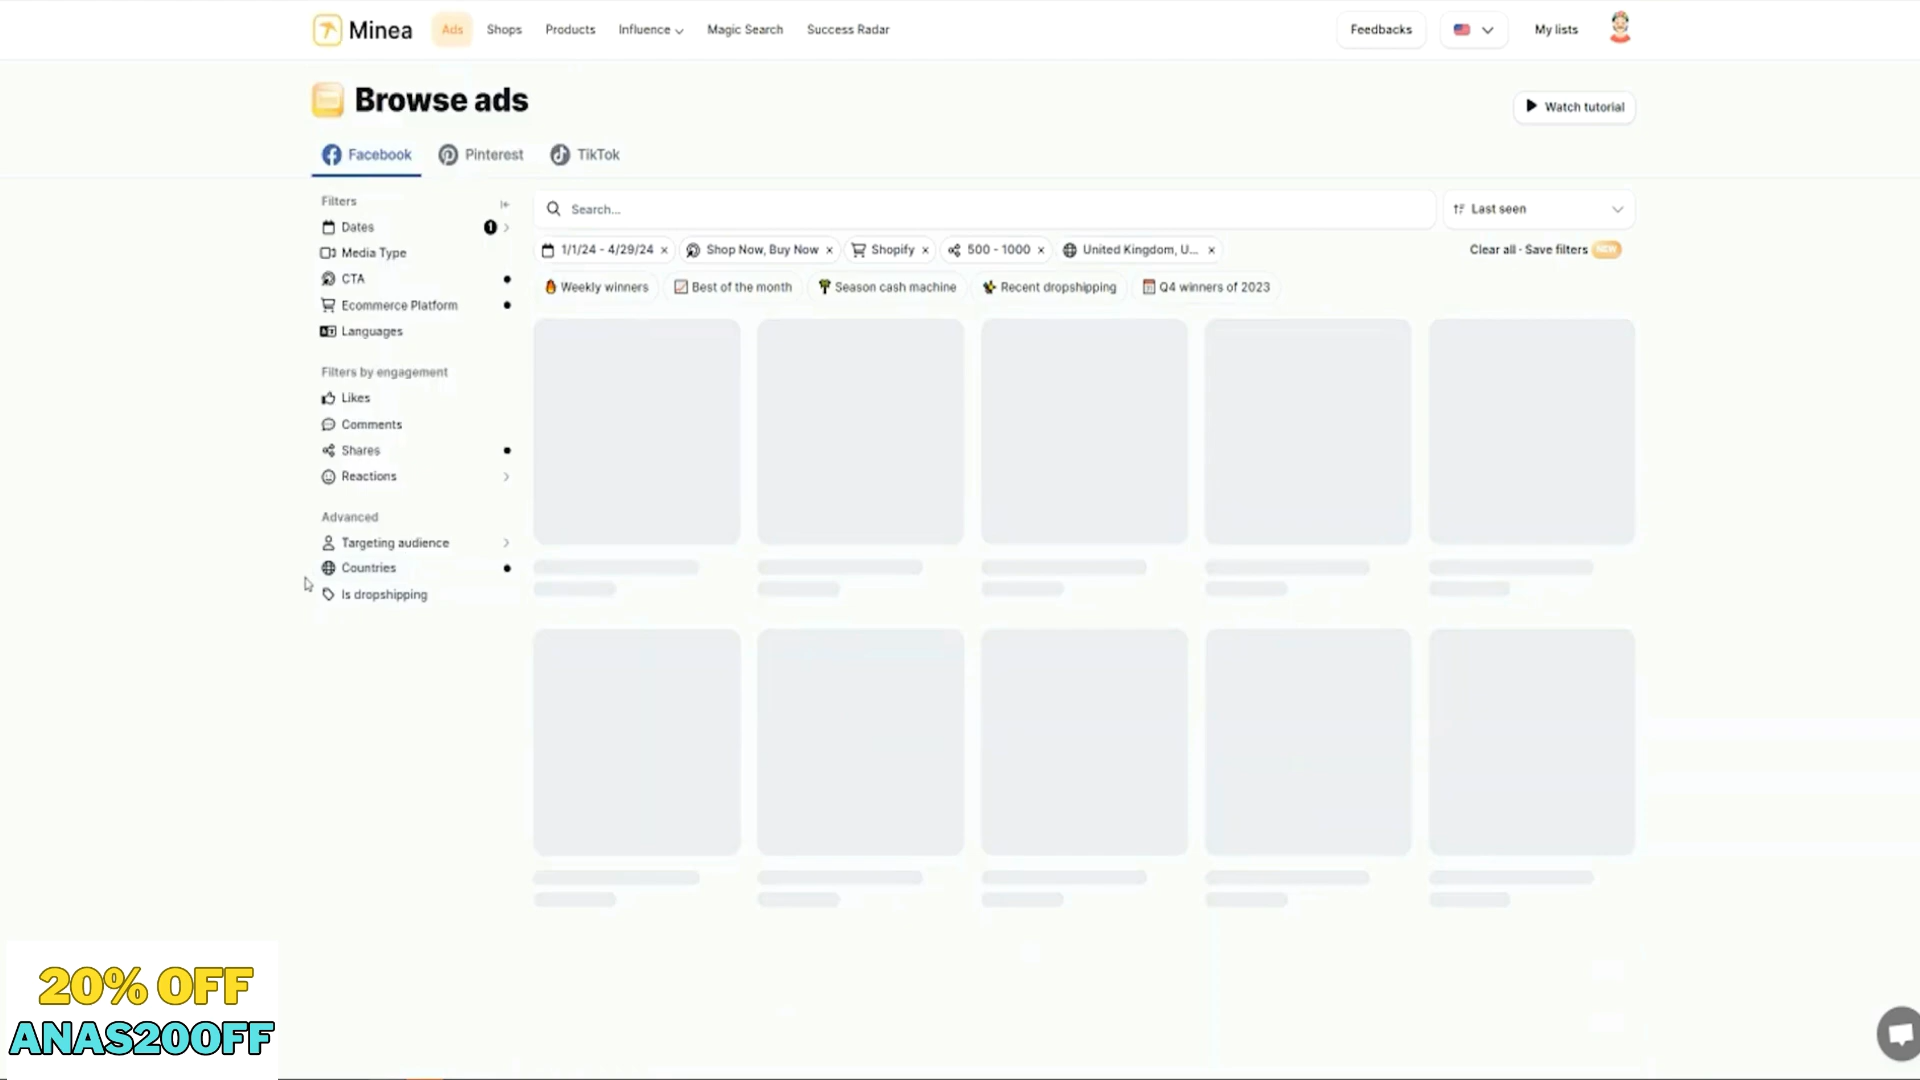 Minea
Ads
Shops
Products
Influence
Magic Search
Success Radar
Feedbacks
My lists
Browse ads
Watch tutorial
Facebook
Pinterest
TikTok
Filters
Dates
1
Media Type
CTA
Ecommerce Platform
Languages
Filters by engagement
Likes
Comments
Shares
Reactions
Advanced
Targeting audience
Countries
Is dropshipping
Search...
Last seen
1/1/24 - 4/29/24 ×
Shop Now, Buy Now ×
Shopify ×
500 - 1000 ×
United Kingdom, U... ×
Clear all · Save filters NEW
Weekly winners
Best of the month
Season cash machine
Recent dropshipping
Q4 winners of 2023
20% OFF
ANAS20OFF